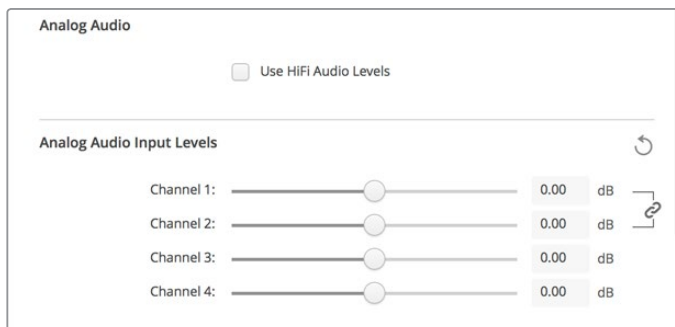 Analog Audio
Use HiFi Audio Levels
Analog Audio Input Levels
Channel 1: 0.00 dB
Channel 2: 0.00 dB
Channel 3: 0.00 dB
Channel 4: 0.00 dB